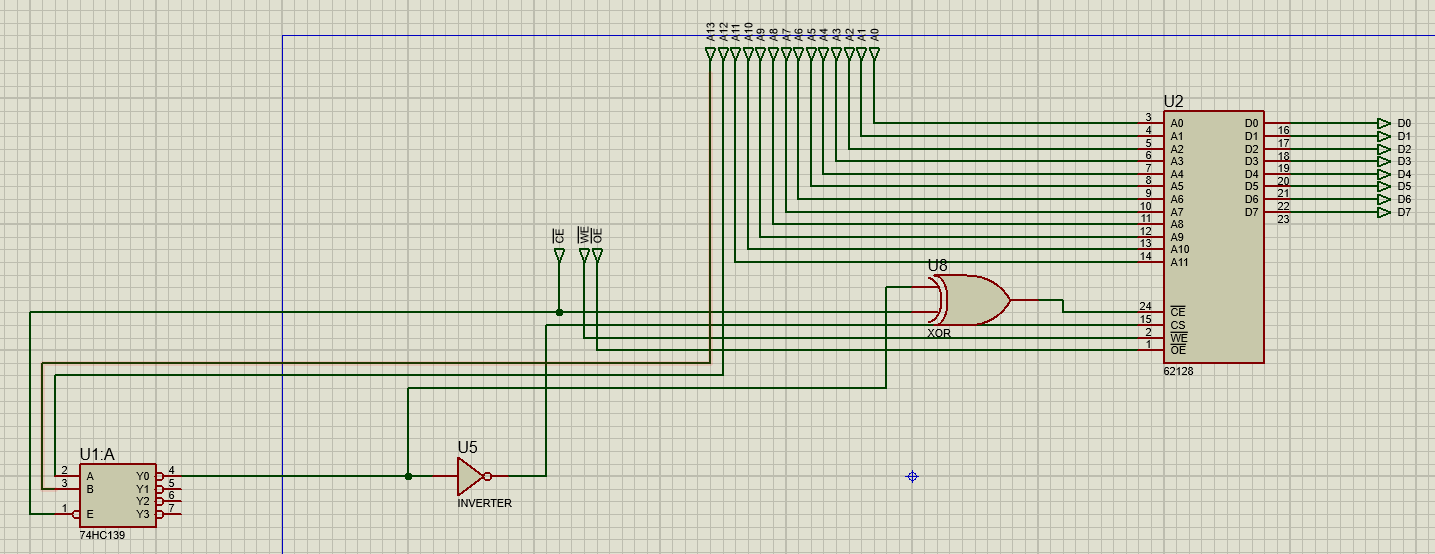 A13 A12 A11 A10 A9 A8 A7 A6 A5 A4 A3 A2 A1 A0
U2
3 A0 D0 16 D0
4 A1 D1 17 D1
5 A2 D2 18 D2
6 A3 D3 19 D3
7 A4 D4 20 D4
8 A5 D5 21 D5
9 A6 D6 22 D6
10 A7 D7 23 D7
11 A8
12 A9
13 A10
14 A11
CE WE OE
U8
XOR
24 CE
15 CS
2 WE
1 OE
62128
U1:A
2 A Y0 4
3 B Y1 5
Y2 6
1 E Y3 7
74HC139
U5
INVERTER